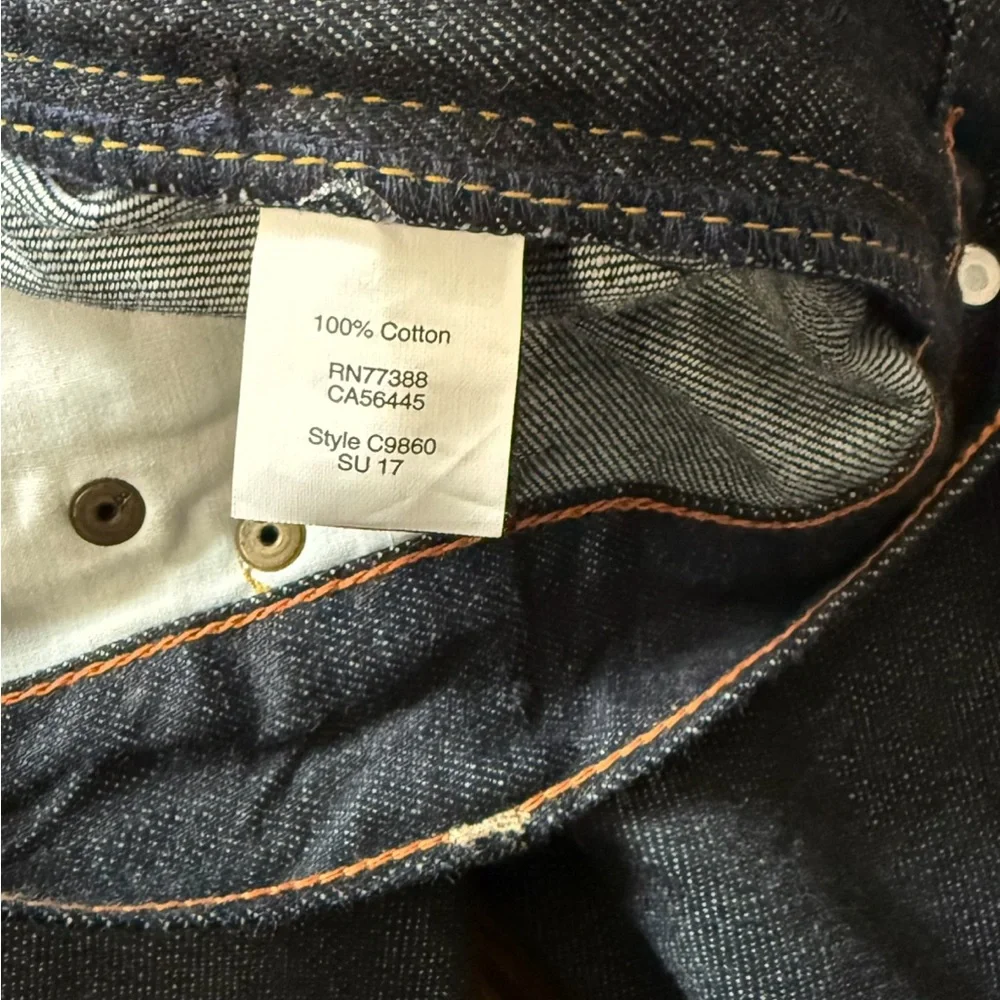 100% Cotton
RN77388
CA56445
Style C9860
SU 17